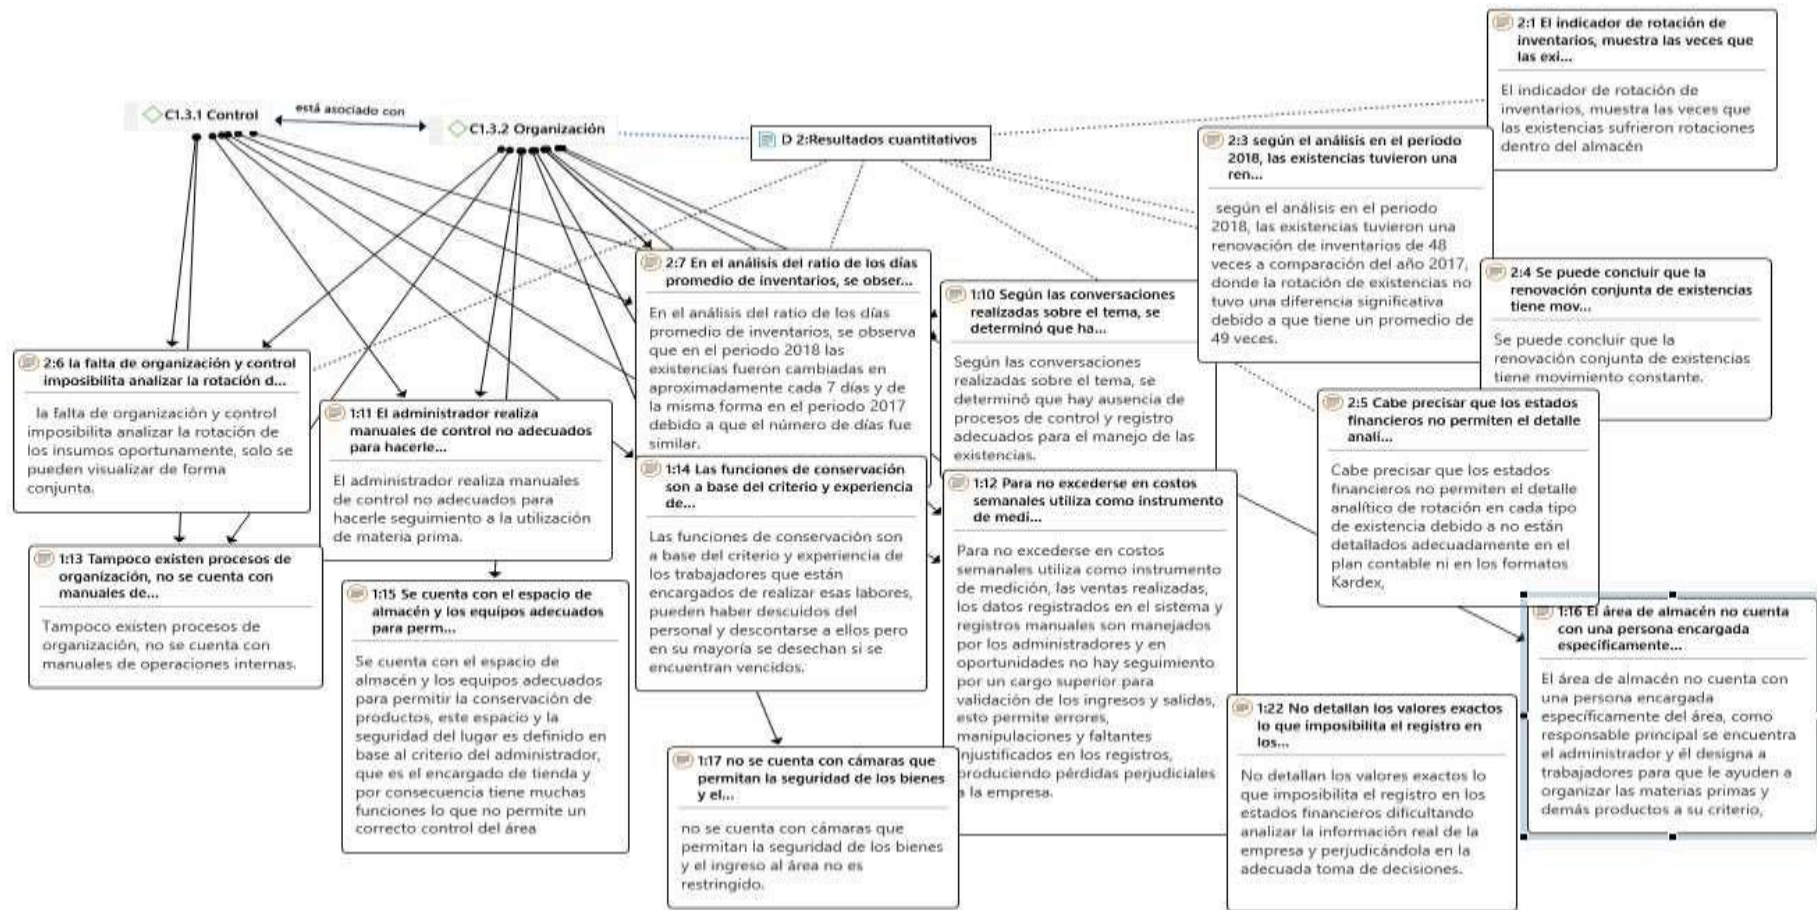 C1.3.1 Control
está asociado con
C1.3.2 Organización
D 2:Resultados cuantitativos
2:1 El indicador de rotación de
inventarios, muestra las veces que
las exi...
El indicador de rotación de
inventarios, muestra las veces que
las existencias sufrieron rotaciones
dentro del almacén
2:3 según el análisis en el periodo
2018, las existencias tuvieron una
ren...
según el análisis en el periodo
2018, las existencias tuvieron una
renovación de inventarios de 48
veces a comparación del año 2017,
donde la rotación de existencias no
tuvo una diferencia significativa
debido a que tiene un promedio de
49 veces.
2:7 En el análisis del ratio de los días
promedio de inventarios, se obser...
En el análisis del ratio de los días
promedio de inventarios, se observa
que en el periodo 2018 las
existencias fueron cambiadas en
aproximadamente cada 7 días y de
la misma forma en el periodo 2017
debido a que el número de días fue
similar.
1:10 Según las conversaciones
realizadas sobre el tema, se
determinó que ha...
Según las conversaciones
realizadas sobre el tema, se
determinó que hay ausencia de
procesos de control y registro
adecuados para el manejo de las
existencias.
2:4 Se puede concluir que la
renovación conjunta de existencias
tiene mov...
Se puede concluir que la
renovación conjunta de existencias
tiene movimiento constante.
2:6 la falta de organización y control
imposibilita analizar la rotación d...
la falta de organización y control
imposibilita analizar la rotación de
los insumos oportunamente, solo se
pueden visualizar de forma
conjunta.
1:11 El administrador realiza
manuales de control no adecuados
para hacerle...
El administrador realiza manuales
de control no adecuados para
hacerle seguimiento a la utilización
de materia prima.
2:5 Cabe precisar que los estados
financieros no permiten el detalle
analí...
Cabe precisar que los estados
financieros no permiten el detalle
analítico de rotación en cada tipo
de existencia debido a no están
detallados adecuadamente en el
plan contable ni en los formatos
Kardex,
1:14 Las funciones de conservación
son a base del criterio y experiencia
de...
Las funciones de conservación son
a base del criterio y experiencia de
los trabajadores que están
encargados de realizar esas labores,
pueden haber descuidos del
personal y descontarse a ellos pero
en su mayoría se desechan si se
encuentran vencidos.
1:12 Para no excederse en costos
semanales utiliza como instrumento
de medi...
Para no excederse en costos
semanales utiliza como instrumento
de medición, las ventas realizadas,
los datos registrados en el sistema y
registros manuales son manejados
por los administradores y en
oportunidades no hay seguimiento
por un cargo superior para
validación de los ingresos y salidas,
esto permite errores,
manipulaciones y faltantes
injustificados en los registros,
produciendo pérdidas perjudiciales
a la empresa.
1:13 Tampoco existen procesos de
organización, no se cuenta con
manuales de...
Tampoco existen procesos de
organización, no se cuenta con
manuales de operaciones internas.
1:15 Se cuenta con el espacio de
almacén y los equipos adecuados
para perm...
Se cuenta con el espacio de
almacén y los equipos adecuados
para permitir la conservación de
productos, este espacio y la
seguridad del lugar es definido en
base al criterio del administrador,
que es el encargado de tienda y
por consecuencia tiene muchas
funciones lo que no permite un
correcto control del área
1:16 El área de almacén no cuenta
con una persona encargada
específicamente...
El área de almacén no cuenta con
una persona encargada
específicamente del área, como
responsable principal se encuentra
el administrador y él designa a
trabajadores para que le ayuden a
organizar las materias primas y
demás productos a su criterio,
1:22 No detallan los valores exactos
lo que imposibilita el registro en
los...
No detallan los valores exactos lo
que imposibilita el registro en los
estados financieros dificultando
analizar la información real de la
empresa y perjudicándola en la
adecuada toma de decisiones.
1:17 no se cuenta con cámaras que
permitan la seguridad de los bienes
y el...
no se cuenta con cámaras que
permitan la seguridad de los bienes
y el ingreso al área no es
restringido.